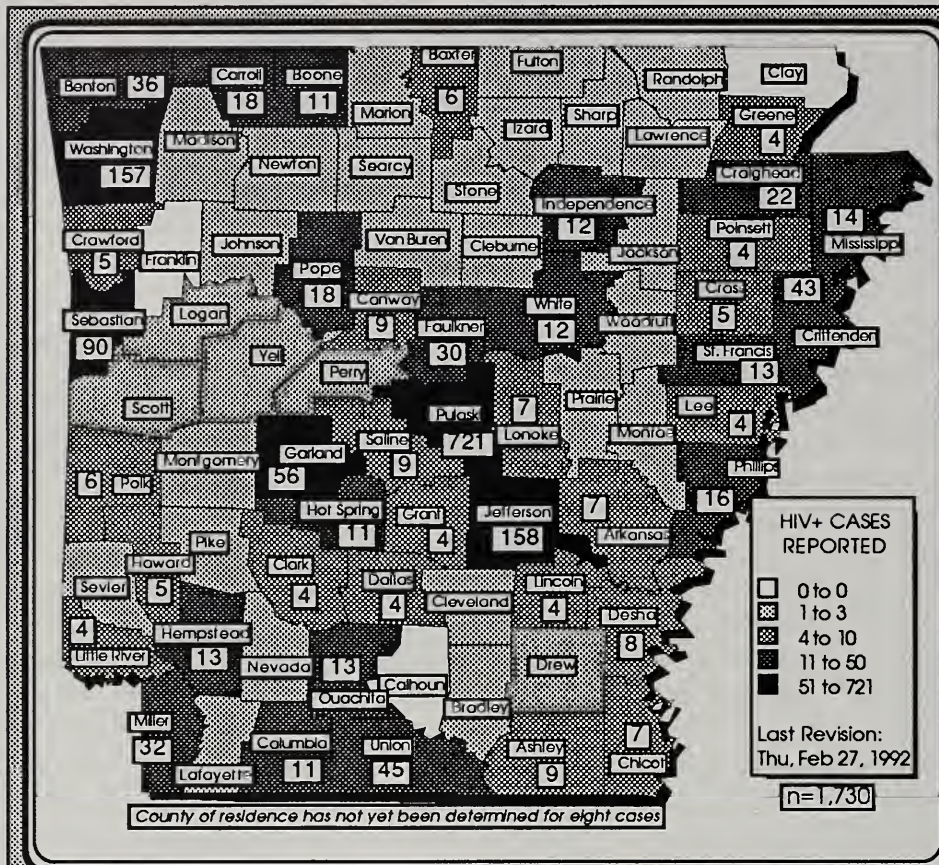 Benton 36
Carroll 18
Boone 11
Baxter 6
Fulton
Randolph
Clay
Marion
Izard
Sharp
Lawrence
Greene 4
Washington 157
Madison
Newton
Searcy
Stone
Independence 12
Craighead 22
14 Mississippi
Crawford 5
Franklin
Johnson
Van Buren
Cleburne
Jackson
Poinsett 4
Pope 18
Conway 9
Faulkner 30
White 12
Woodruff
Cross 5
43 Crittenden
Sebastian 90
Logan
Yell
Perry
St. Francis 13
Scott
Pulask 721
7 Lonoke
Prairie
Monroe
Lee 4
Montgomery
Garland 56
Saline 9
Phillips 16
6 Polk
Hot Spring 11
Grant 4
Jefferson 158
7 Arkansas
Pike
Howard 5
Sevier
Clark 4
Dallas 4
Cleveland
Lincoln 4
Desha 8
4 Little River
Hempstead 13
Nevada
13 Ouachita
Calhoun
Bradley
Drew
Miller 32
Lafayette
Columbia 11
Union 45
Ashley 9
7 Chicot
HIV+ CASES
REPORTED
0 to 0
1 to 3
4 to 10
11 to 50
51 to 721
Last Revision:
Thu, Feb 27, 1992
n=1,730
County of residence has not yet been determined for eight cases